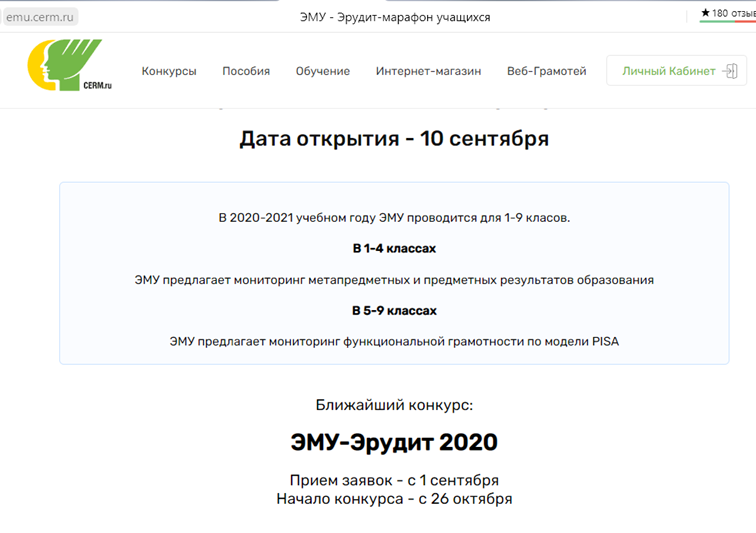 emu.cerm.ru
ЭМУ - Эрудит-марафон учащихся
★ 180 отзыв
CERM.ru
Конкурсы
Пособия
Обучение
Интернет-магазин
Веб-Грамотей
Личный Кабинет
Дата открытия - 10 сентября
В 2020-2021 учебном году ЭМУ проводится для 1-9 класов.
В 1-4 классах
ЭМУ предлагает мониторинг метапредметных и предметных результатов образования
В 5-9 классах
ЭМУ предлагает мониторинг функциональной грамотности по модели PISA
Ближайший конкурс:
ЭМУ-Эрудит 2020
Прием заявок - с 1 сентября
Начало конкурса - с 26 октября